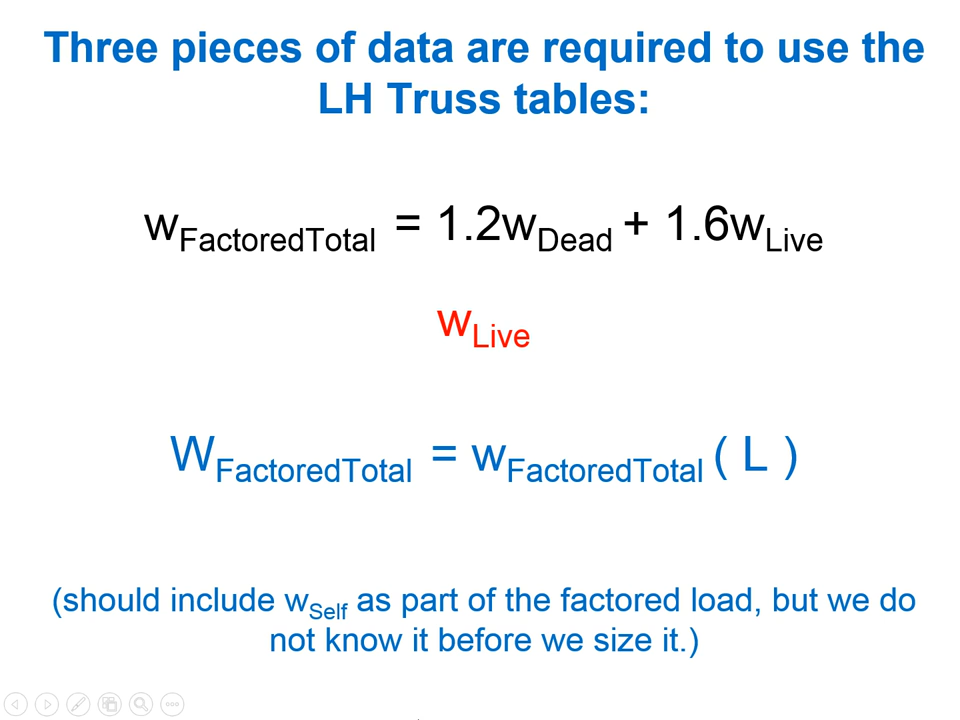 Three pieces of data are required to use the
LH Truss tables:
wFactoredTotal = 1.2wDead + 1.6wLive
wLive
WFactoredTotal = wFactoredTotal ( L )
(should include wSelf as part of the factored load, but we do
not know it before we size it.)